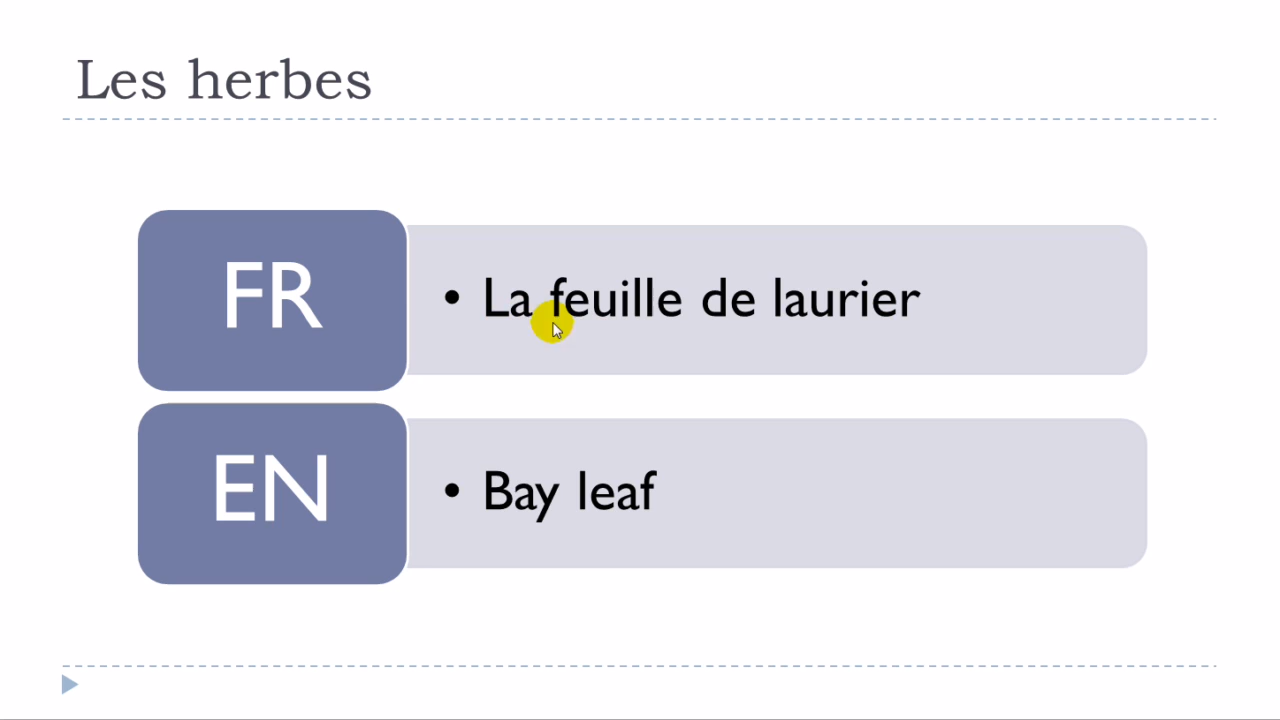 Les herbes
FR
• La feuille de laurier
EN
• Bay leaf